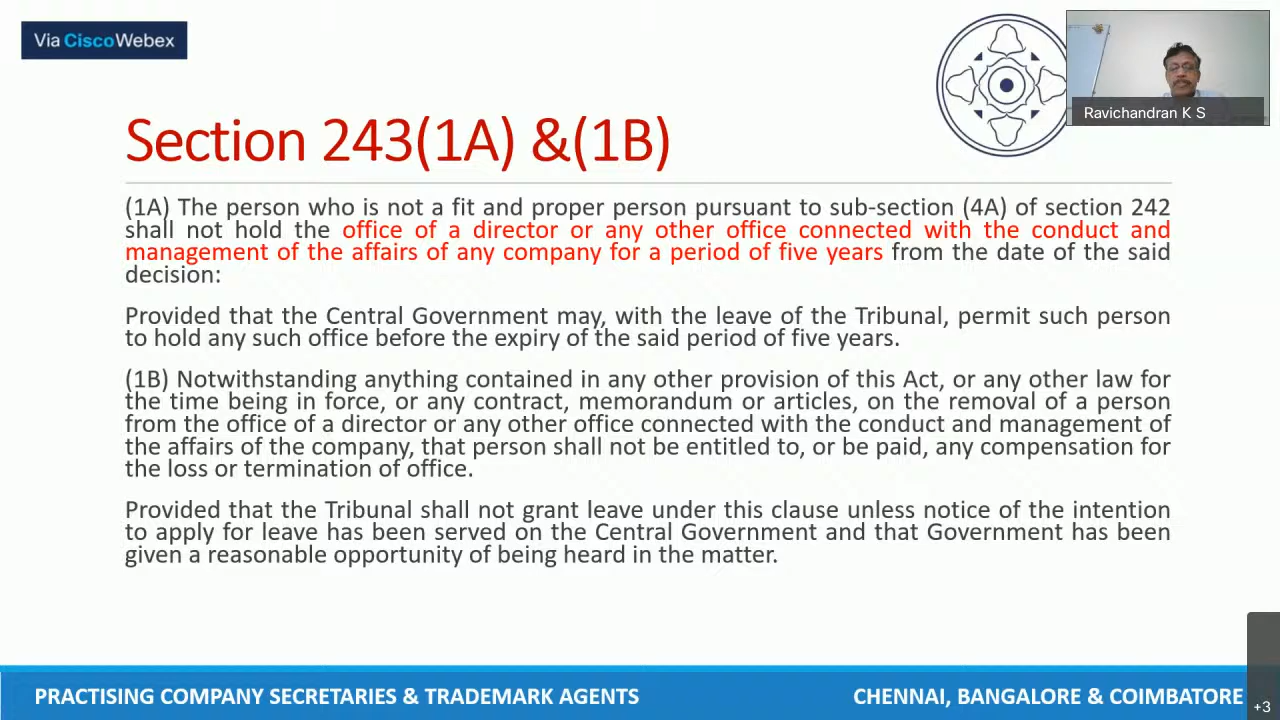 Via CiscoWebex
Ravichandran K S
Section 243(1A) &(1B)
(1A) The person who is not a fit and proper person pursuant to sub-section (4A) of section 242
shall not hold the office of a director or any other office connected with the conduct and
management of the affairs of any company for a period of five years from the date of the said
decision:
Provided that the Central Government may, with the leave of the Tribunal, permit such person
to hold any such office before the expiry of the said period of five years.
(1B) Notwithstanding anything contained in any other provision of this Act, or any other law for
the time being in force, or any contract, memorandum or articles, on the removal of a person
from the office of a director or any other office connected with the conduct and management of
the affairs of the company, that person shall not be entitled to, or be paid, any compensation for
the loss or termination of office.
Provided that the Tribunal shall not grant leave under this clause unless notice of the intention
to apply for leave has been served on the Central Government and that Government has been
given a reasonable opportunity of being heard in the matter.
PRACTISING COMPANY SECRETARIES & TRADEMARK AGENTS
CHENNAI, BANGALORE & COIMBATORE
+3